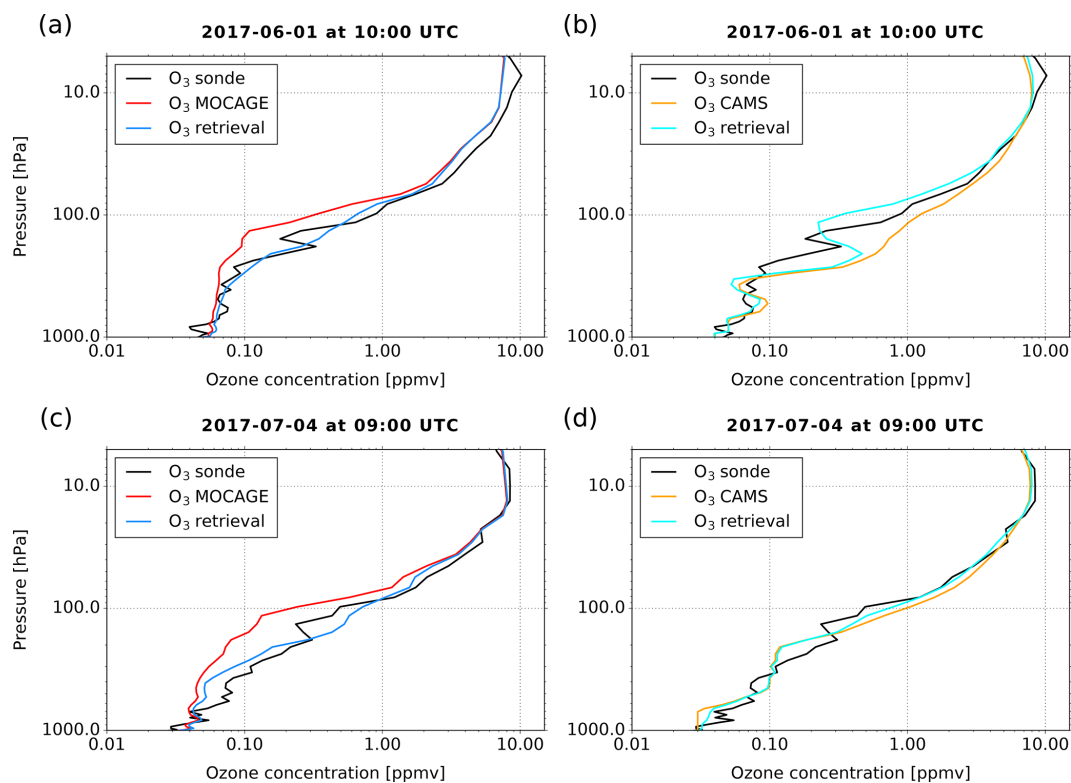 (a)
2017-06-01 at 10:00 UTC
O3 sonde
O3 MOCAGE
O3 retrieval
Pressure [hPa]
10.0
100.0
1000.0
0.01
0.10
1.00
10.00
Ozone concentration [ppmv]
(b)
2017-06-01 at 10:00 UTC
O3 sonde
O3 CAMS
O3 retrieval
10.0
100.0
1000.0
0.01
0.10
1.00
10.00
Ozone concentration [ppmv]
(c)
2017-07-04 at 09:00 UTC
O3 sonde
O3 MOCAGE
O3 retrieval
Pressure [hPa]
10.0
100.0
1000.0
0.01
0.10
1.00
10.00
Ozone concentration [ppmv]
(d)
2017-07-04 at 09:00 UTC
O3 sonde
O3 CAMS
O3 retrieval
10.0
100.0
1000.0
0.01
0.10
1.00
10.00
Ozone concentration [ppmv]